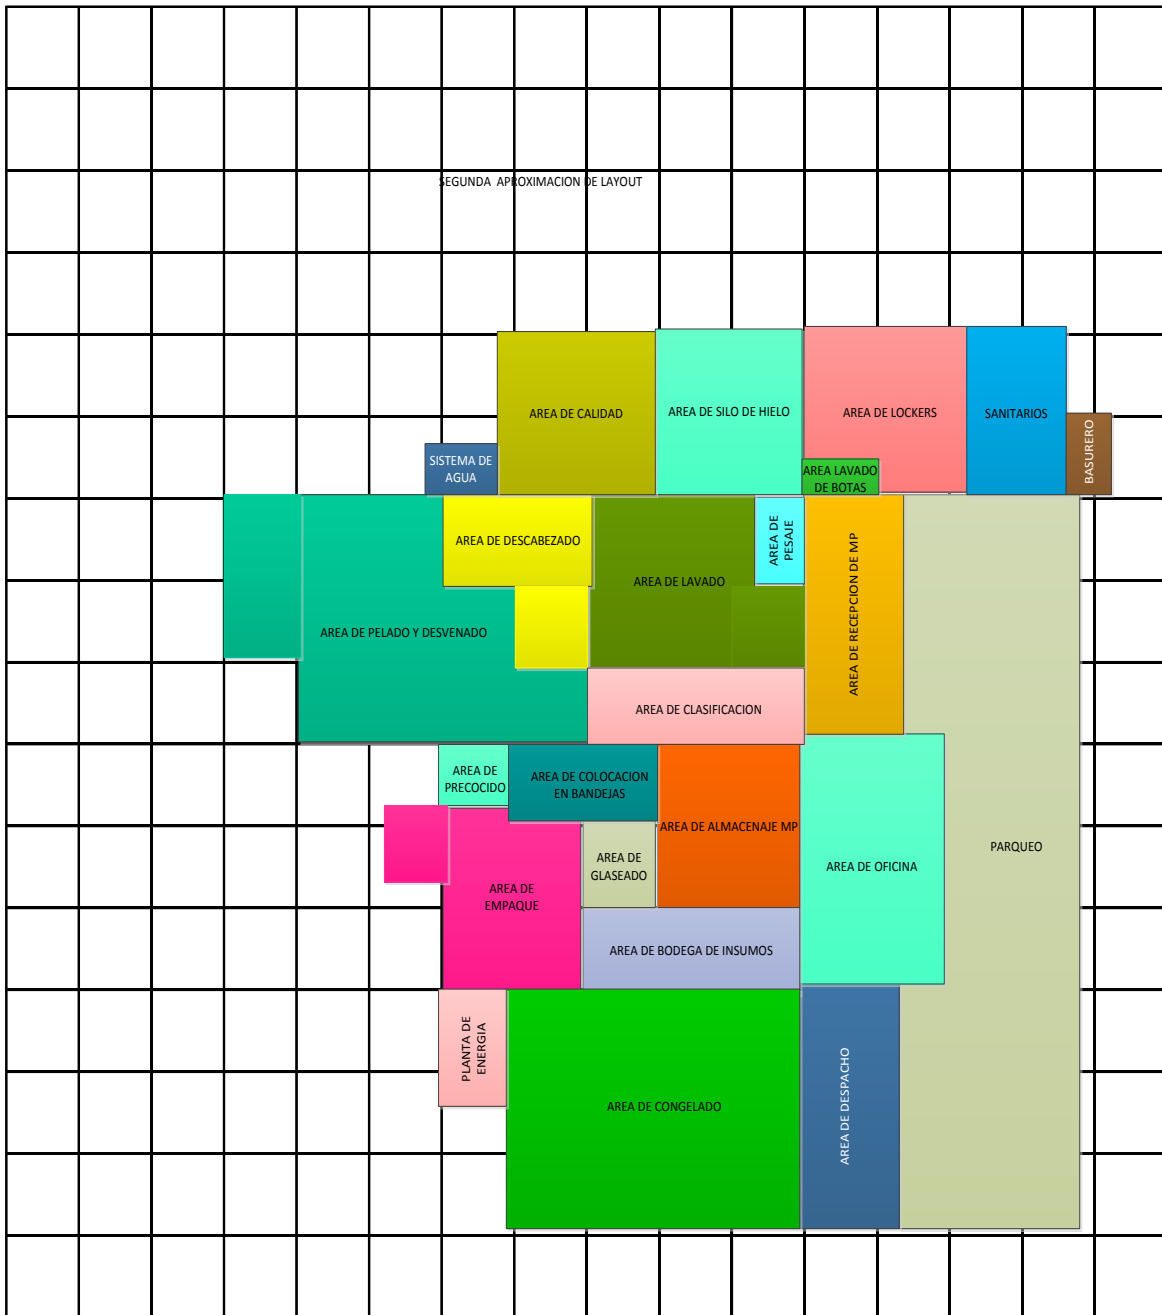 SEGUNDA APROXIMACION DE LAYOUT
AREA DE CALIDAD
AREA DE SILO DE HIELO
AREA DE LOCKERS
SANITARIOS
BASURERO
SISTEMA DE
AGUA
AREA LAVADO
DE BOTAS
AREA DE DESCABEZADO
AREA DE
PESAJE
AREA DE LAVADO
AREA DE RECEPCION DE MP
AREA DE PELADO Y DESVENADO
AREA DE CLASIFICACION
AREA DE
PRECOCIDO
AREA DE COLOCACION
EN BANDEJAS
AREA DE ALMACENAJE MP
PARQUEO
AREA DE
GLASEADO
AREA DE OFICINA
AREA DE
EMPAQUE
AREA DE BODEGA DE INSUMOS
PLANTA DE
ENERGIA
AREA DE CONGELADO
AREA DE DESPACHO